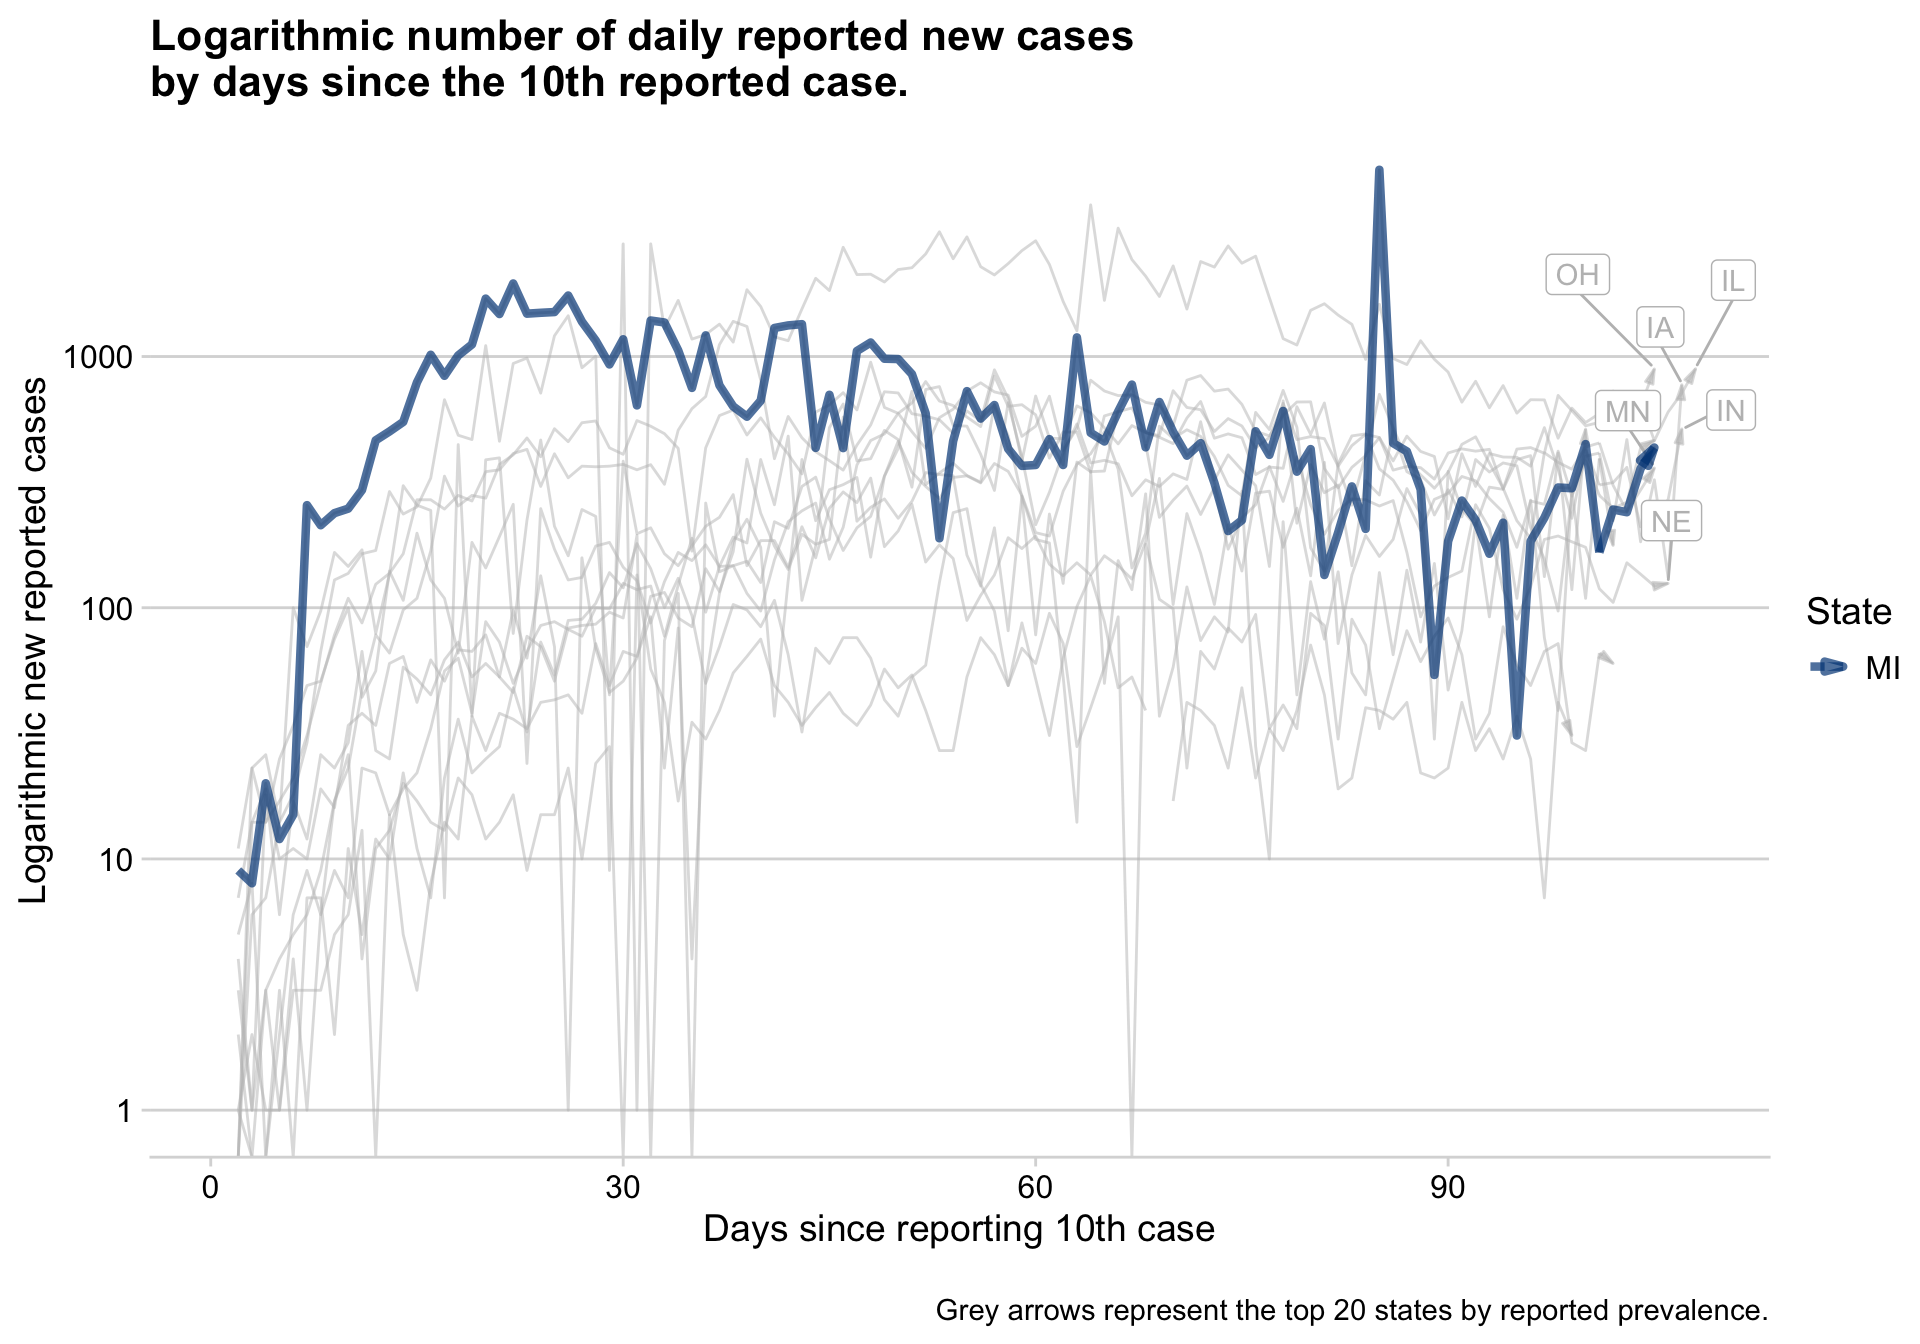 Logarithmic number of daily reported new cases
by days since the 10th reported case.
Logarithmic new reported cases
1000
100
10
1
OH
IL
IA
MN
IN
NE
State
MI
0
30
60
90
Days since reporting 10th case
Grey arrows represent the top 20 states by reported prevalence.